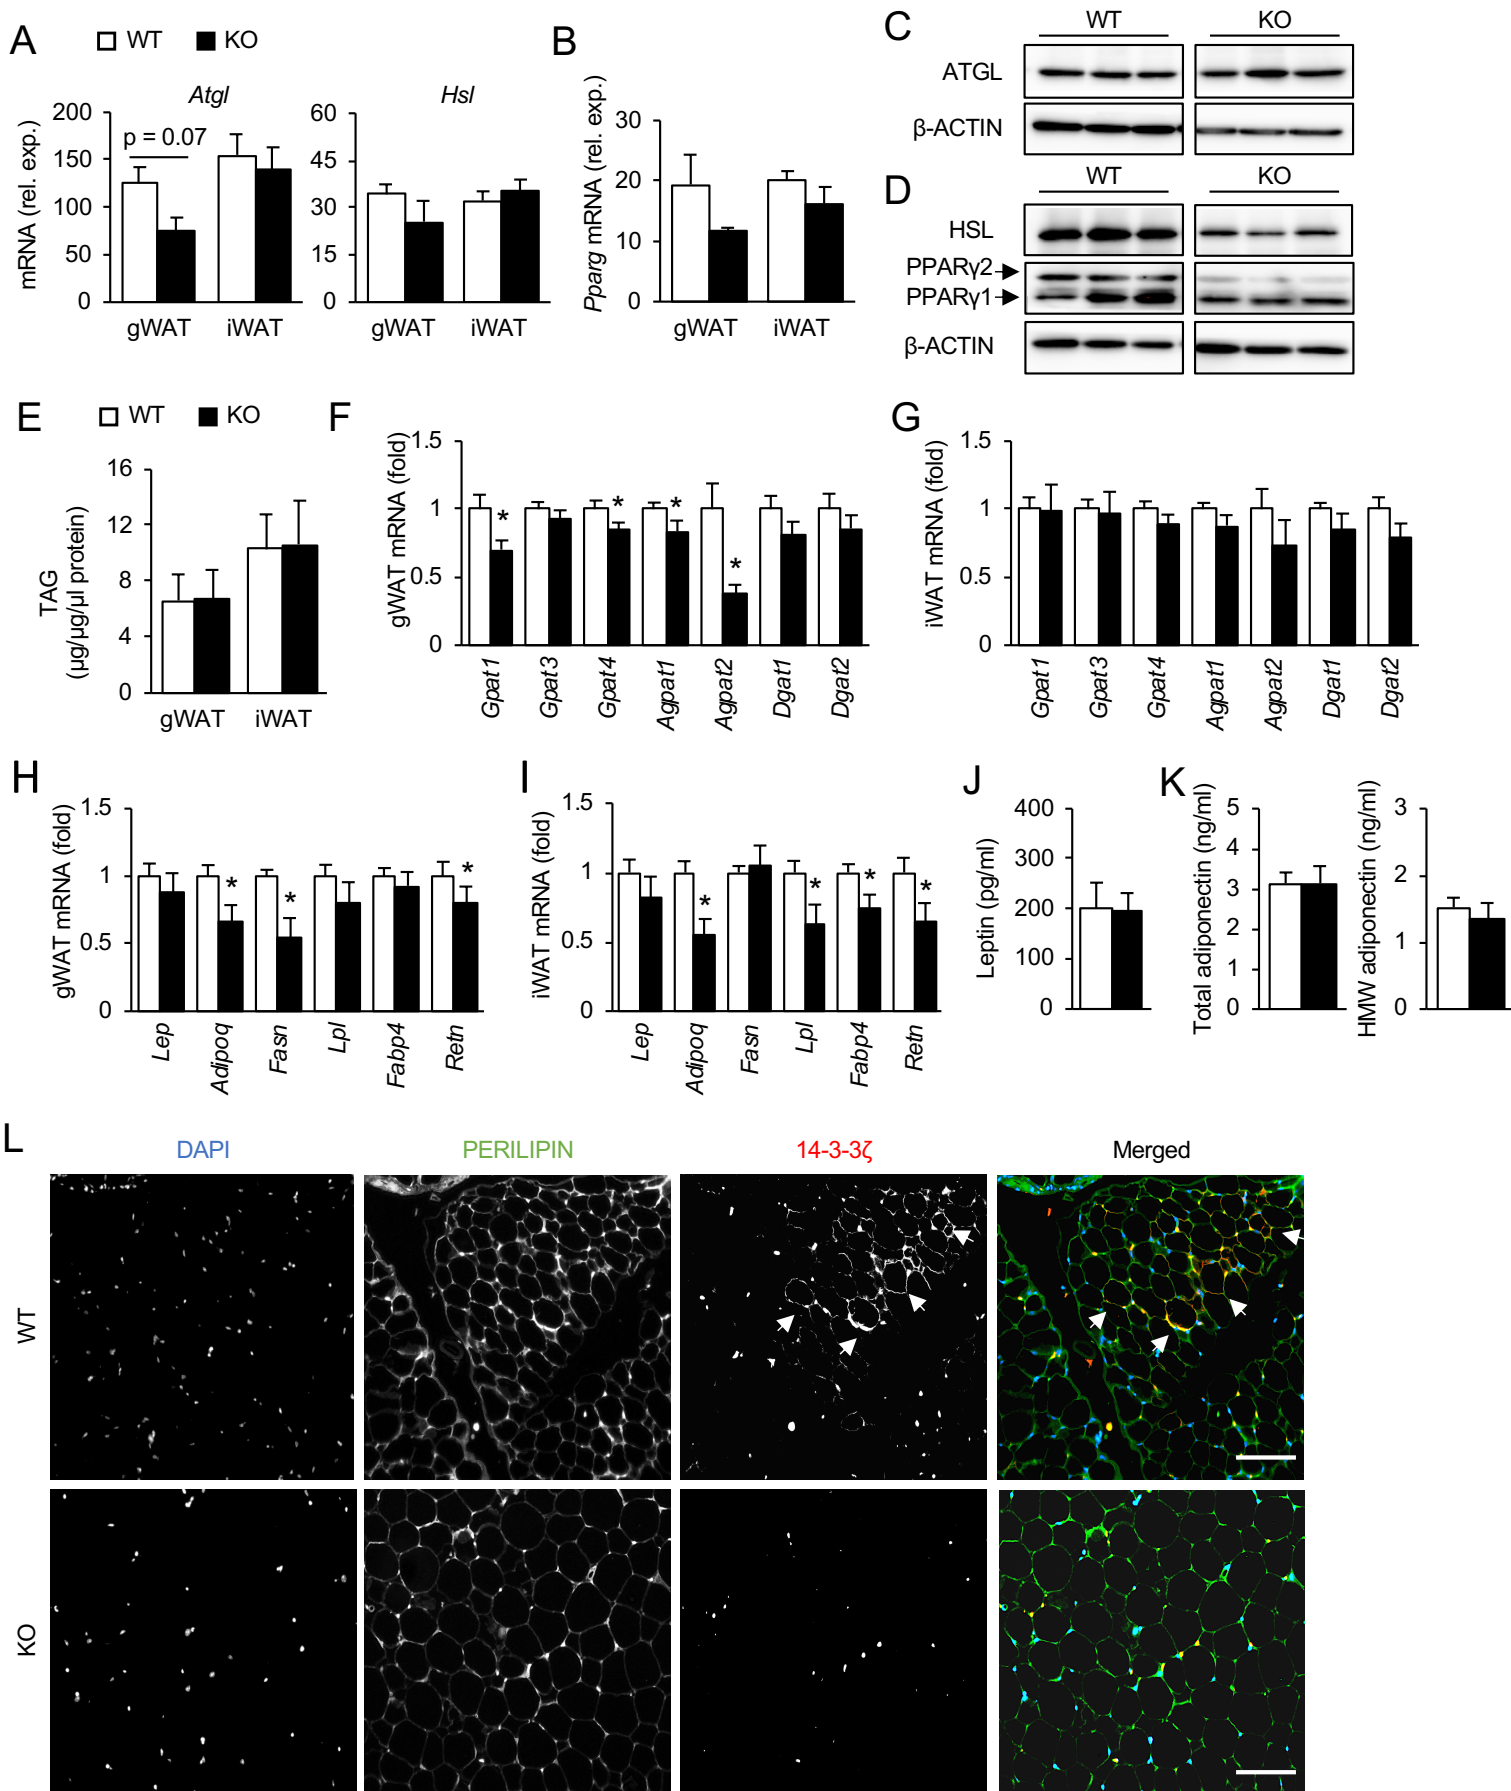 A
WT
KO
Atgl
mRNA (rel. exp.)
200
150
100
50
0
p = 0.07
gWAT
iWAT
Hsl
60
45
30
15
0
gWAT
iWAT
B
Pparg mRNA (rel. exp.)
30
20
10
0
gWAT
iWAT
C
WT
KO
ATGL
β-ACTIN
D
WT
KO
HSL
PPARγ2
PPARγ1
β-ACTIN
E
WT
KO
TAG
(µg/µg/µl protein)
16
12
8
4
0
gWAT
iWAT
F
gWAT mRNA (fold)
1.5
1
0.5
0
*
*
*
*
Gpat1
Gpat3
Gpat4
Agpat1
Agpat2
Dgat1
Dgat2
G
iWAT mRNA (fold)
1.5
1
0.5
0
Gpat1
Gpat3
Gpat4
Agpat1
Agpat2
Dgat1
Dgat2
H
gWAT mRNA (fold)
1.5
1
0.5
0
*
*
*
Lep
Adipoq
Fasn
Lpl
Fabp4
Retn
I
iWAT mRNA (fold)
1.5
1
0.5
0
*
*
*
*
Lep
Adipoq
Fasn
Lpl
Fabp4
Retn
J
Leptin (pg/ml)
400
300
200
100
0
K
Total adiponectin (ng/ml)
5
4
3
2
1
0
HMW adiponectin (ng/ml)
3
2
1
0
L
DAPI
PERILIPIN
14-3-3ζ
Merged
WT
KO